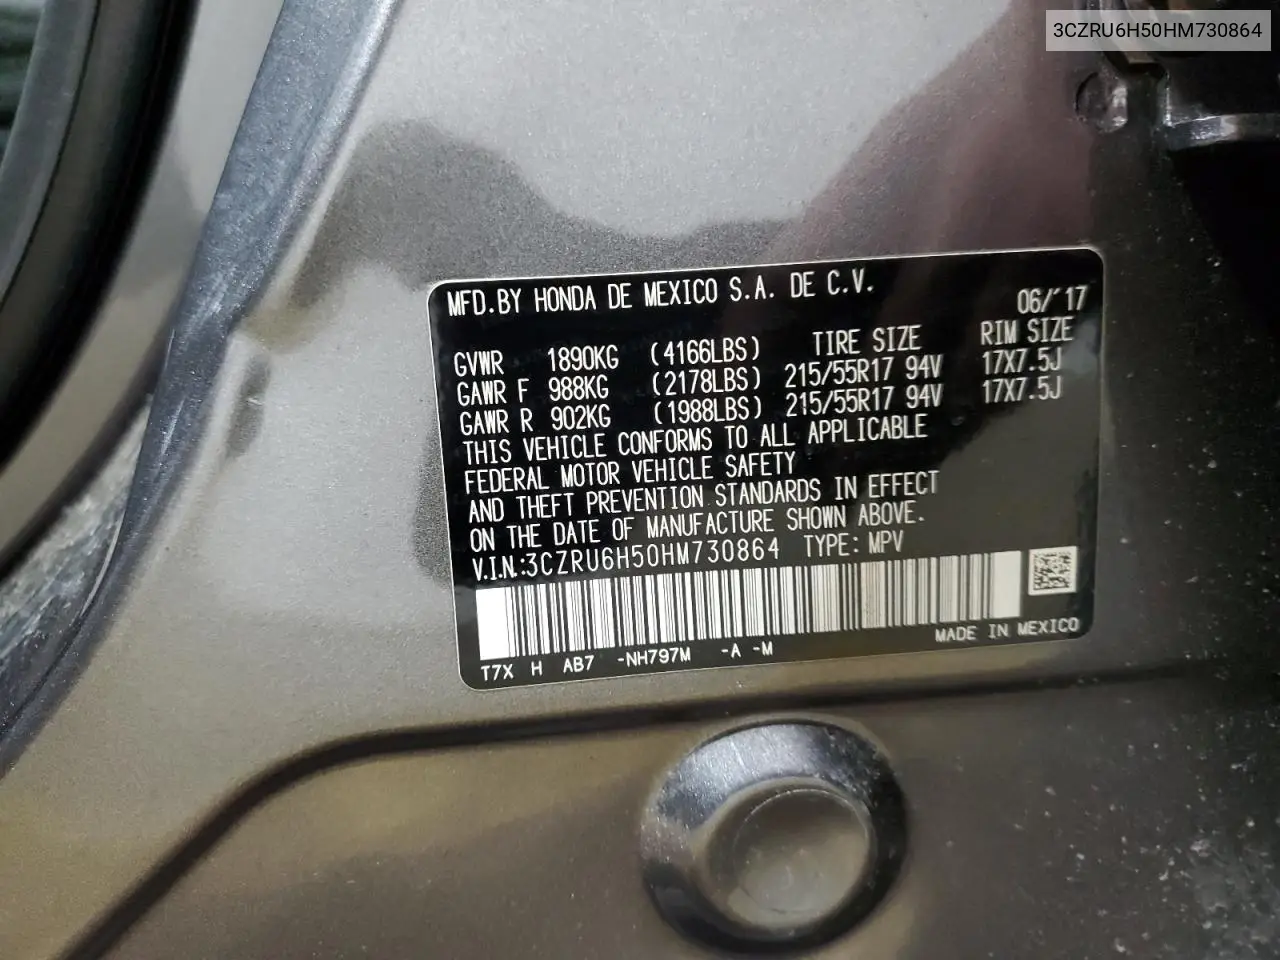 3CZRU6H50HM730864
MFD.BY HONDA DE MEXICO S.A. DE C.V.
06/'17
TIRE SIZE RIM SIZE
GVWR 1890KG (4166LBS)
GAWR F 988KG (2178LBS) 215/55R17 94V 17X7.5J
GAWR R 902KG (1988LBS) 215/55R17 94V 17X7.5J
THIS VEHICLE CONFORMS TO ALL APPLICABLE
FEDERAL MOTOR VEHICLE SAFETY
AND THEFT PREVENTION STANDARDS IN EFFECT
ON THE DATE OF MANUFACTURE SHOWN ABOVE.
V.I.N.:3CZRU6H50HM730864 TYPE: MPV
T7X H AB7 -NH797M -A -M
MADE IN MEXICO